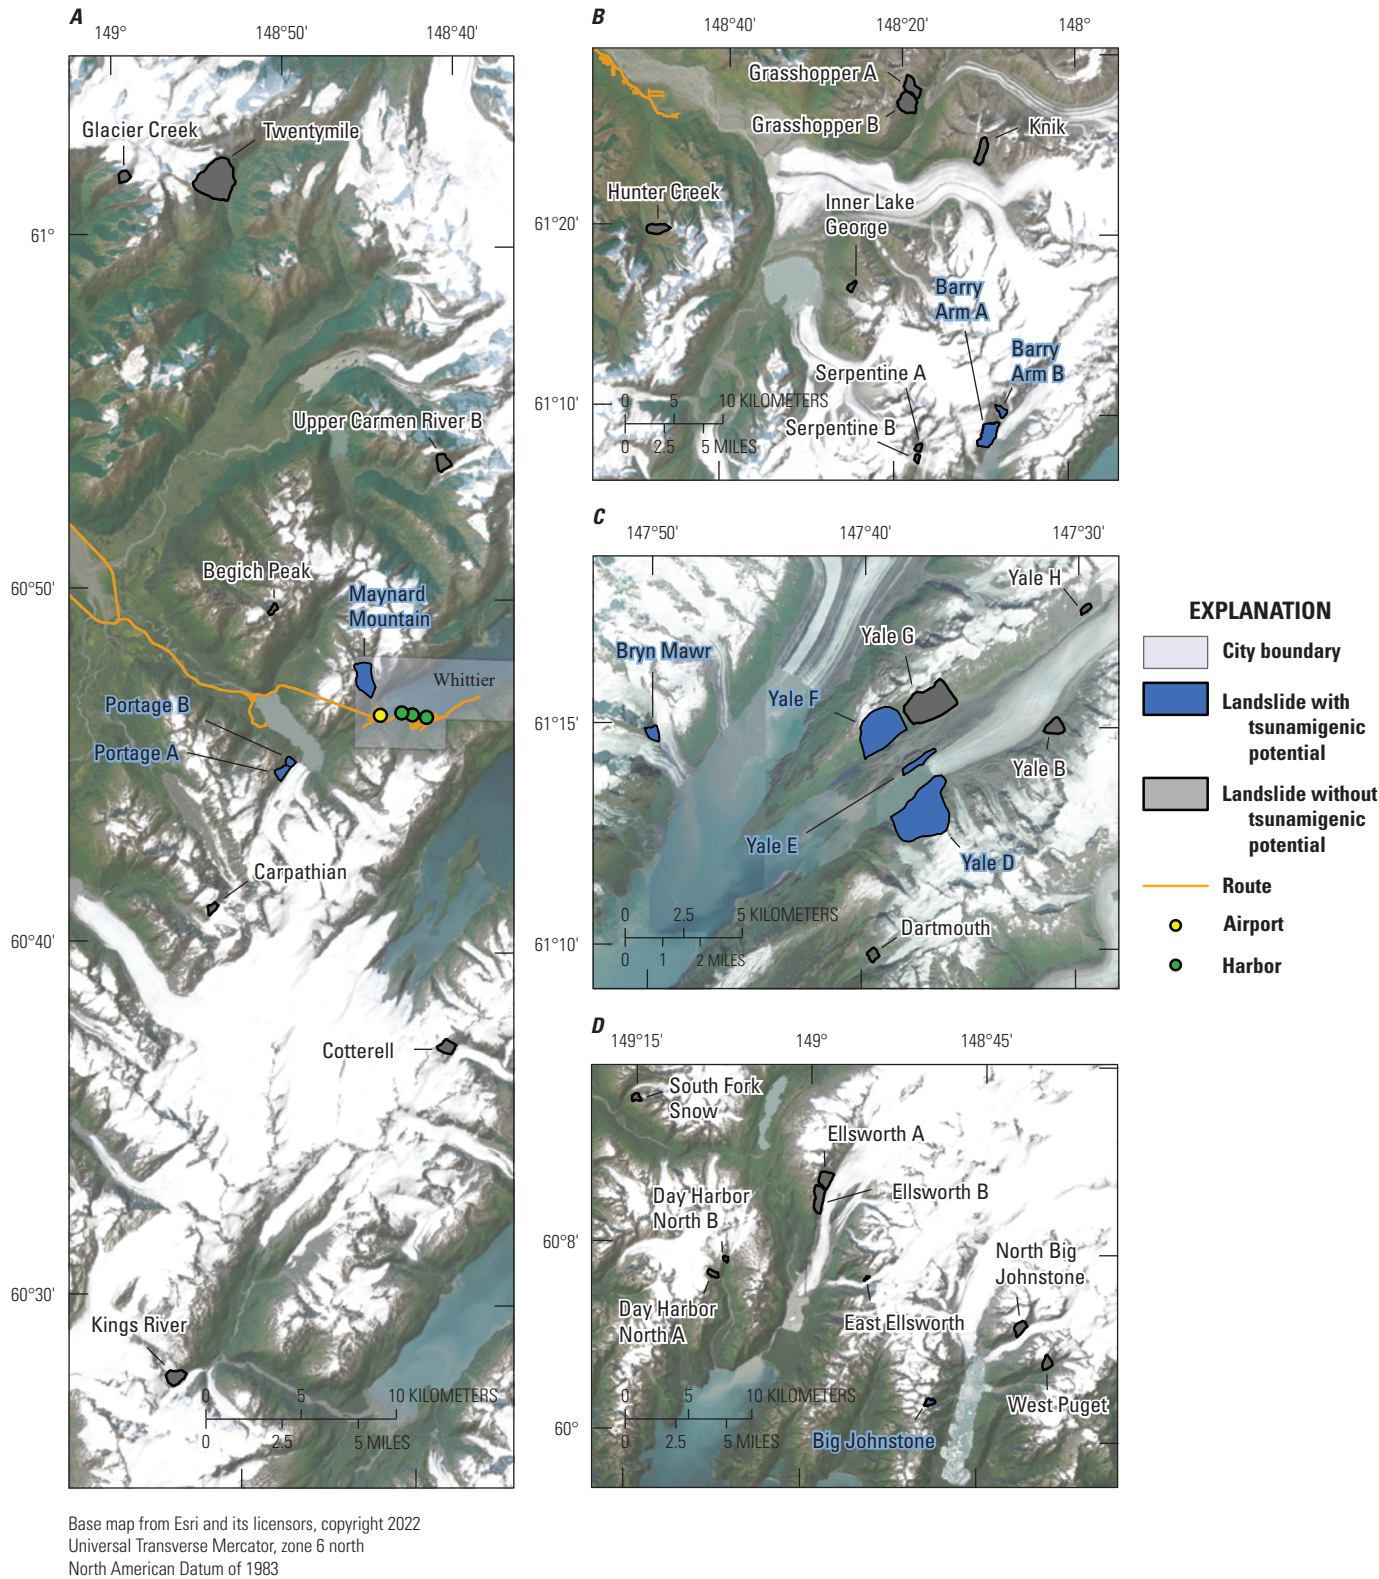 A
149°
148°50'
148°40'
Glacier Creek
Twentymile
61°
Upper Carmen River B
60°50'
Begich Peak
Maynard
Mountain
Whittier
Portage B
Portage A
Carpathian
60°40'
Cotterell
60°30'
Kings River
0
5
10 KILOMETERS
0
2.5
5 MILES
B
148°40'
148°20'
148°
Grasshopper A
Grasshopper B
Knik
Hunter Creek
61°20'
Inner Lake
George
Barry
Arm A
Barry
Arm B
Serpentine A
61°10'
0
5
10 KILOMETERS
Serpentine B
0
2.5
5 MILES
C
147°50'
147°40'
147°30'
Yale H
Yale G
Bryn Mawr
Yale F
61°15'
Yale B
Yale E
Yale D
0
2.5
5 KILOMETERS
Dartmouth
61°10'
0
1
2 MILES
D
149°15'
149°
148°45'
South Fork
Snow
Ellsworth A
Ellsworth B
Day Harbor
North B
60°8'
North Big
Johnstone
Day Harbor
North A
East Ellsworth
0
5
10 KILOMETERS
West Puget
60°
0
2.5
5 MILES
Big Johnstone
EXPLANATION
City boundary
Landslide with
tsunamigenic
potential
Landslide without
tsunamigenic
potential
Route
Airport
Harbor
Base map from Esri and its licensors, copyright 2022
Universal Transverse Mercator, zone 6 north
North American Datum of 1983